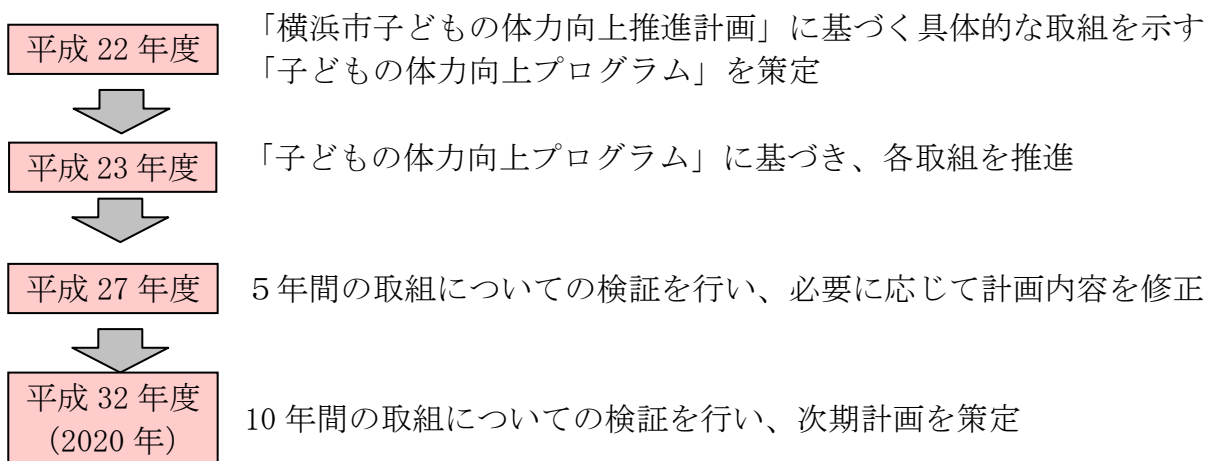 平成 22 年度
「横浜市子どもの体力向上推進計画」に基づく具体的な取組を示す
「子どもの体力向上プログラム」を策定
平成 23 年度
「子どもの体力向上プログラム」に基づき、各取組を推進
平成 27 年度
５年間の取組についての検証を行い、必要に応じて計画内容を修正
平成 32 年度
（2020 年）
10 年間の取組についての検証を行い、次期計画を策定